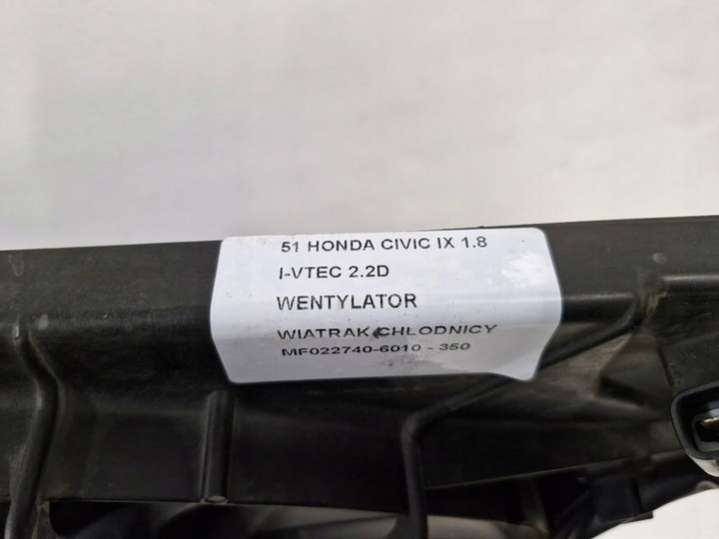 51 HONDA CIVIC IX 1.8
I-VTEC 2.2D
WENTYLATOR
WIATRAK CHLODNICY
MF022740-6010 - 350